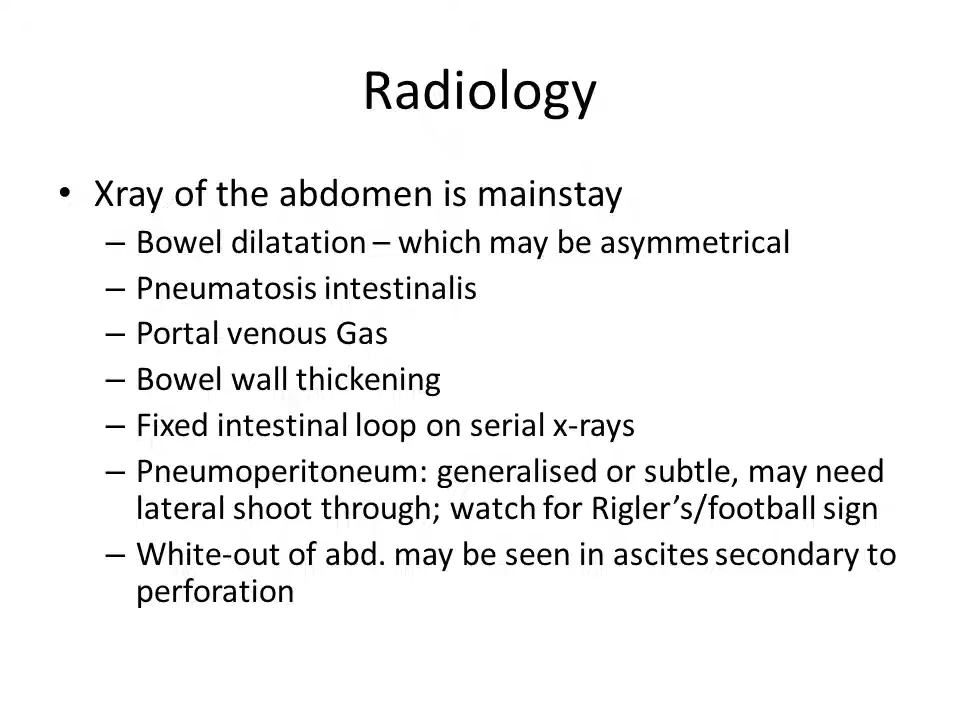 Radiology
• Xray of the abdomen is mainstay
– Bowel dilatation – which may be asymmetrical
– Pneumatosis intestinalis
– Portal venous Gas
– Bowel wall thickening
– Fixed intestinal loop on serial x-rays
– Pneumoperitoneum: generalised or subtle, may need
lateral shoot through; watch for Rigler’s/football sign
– White-out of abd. may be seen in ascites secondary to
perforation